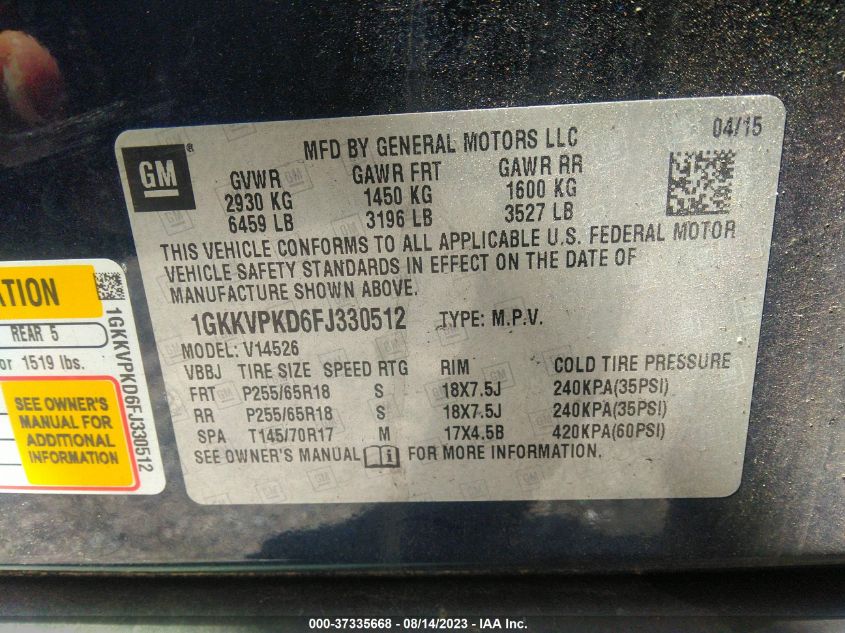 GM ®
MFD BY GENERAL MOTORS LLC
04/15
GVWR GAWR FRT GAWR RR
2930 KG 1450 KG 1600 KG
6459 LB 3196 LB 3527 LB
THIS VEHICLE CONFORMS TO ALL APPLICABLE U.S. FEDERAL MOTOR
VEHICLE SAFETY STANDARDS IN EFFECT ON THE DATE OF
MANUFACTURE SHOWN ABOVE.
1GKKVPKD6FJ330512 TYPE: M.P.V.
MODEL: V14526
VBBJ TIRE SIZE SPEED RTG RIM COLD TIRE PRESSURE
FRT P255/65R18 S 18X7.5J 240KPA(35PSI)
RR P255/65R18 S 18X7.5J 240KPA(35PSI)
SPA T145/70R17 M 17X4.5B 420KPA(60PSI)
SEE OWNER'S MANUAL FOR MORE INFORMATION.
REAR 5
or 1519 lbs.
SEE OWNER'S
MANUAL FOR
ADDITIONAL
INFORMATION
1GKKVPKD6FJ330512
000-37335668 - 08/14/2023 - IAA Inc.